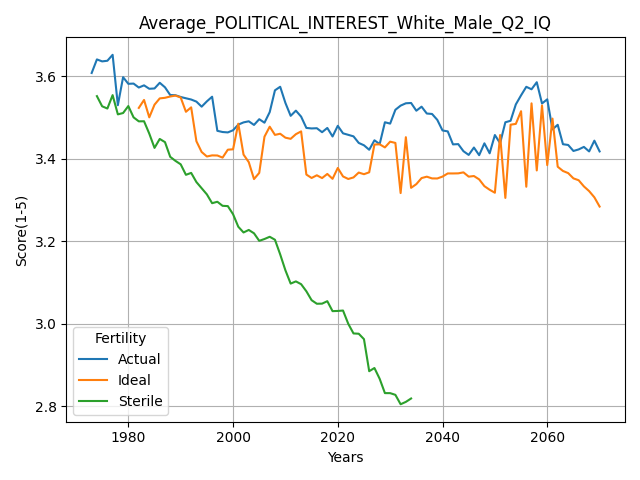 Average_POLITICAL_INTEREST_White_Male_Q2_IQ
3.6
3.4
3.2
3.0
2.8
Score(1-5)
Fertility
Actual
Ideal
Sterile
1980
2000
2020
2040
2060
Years